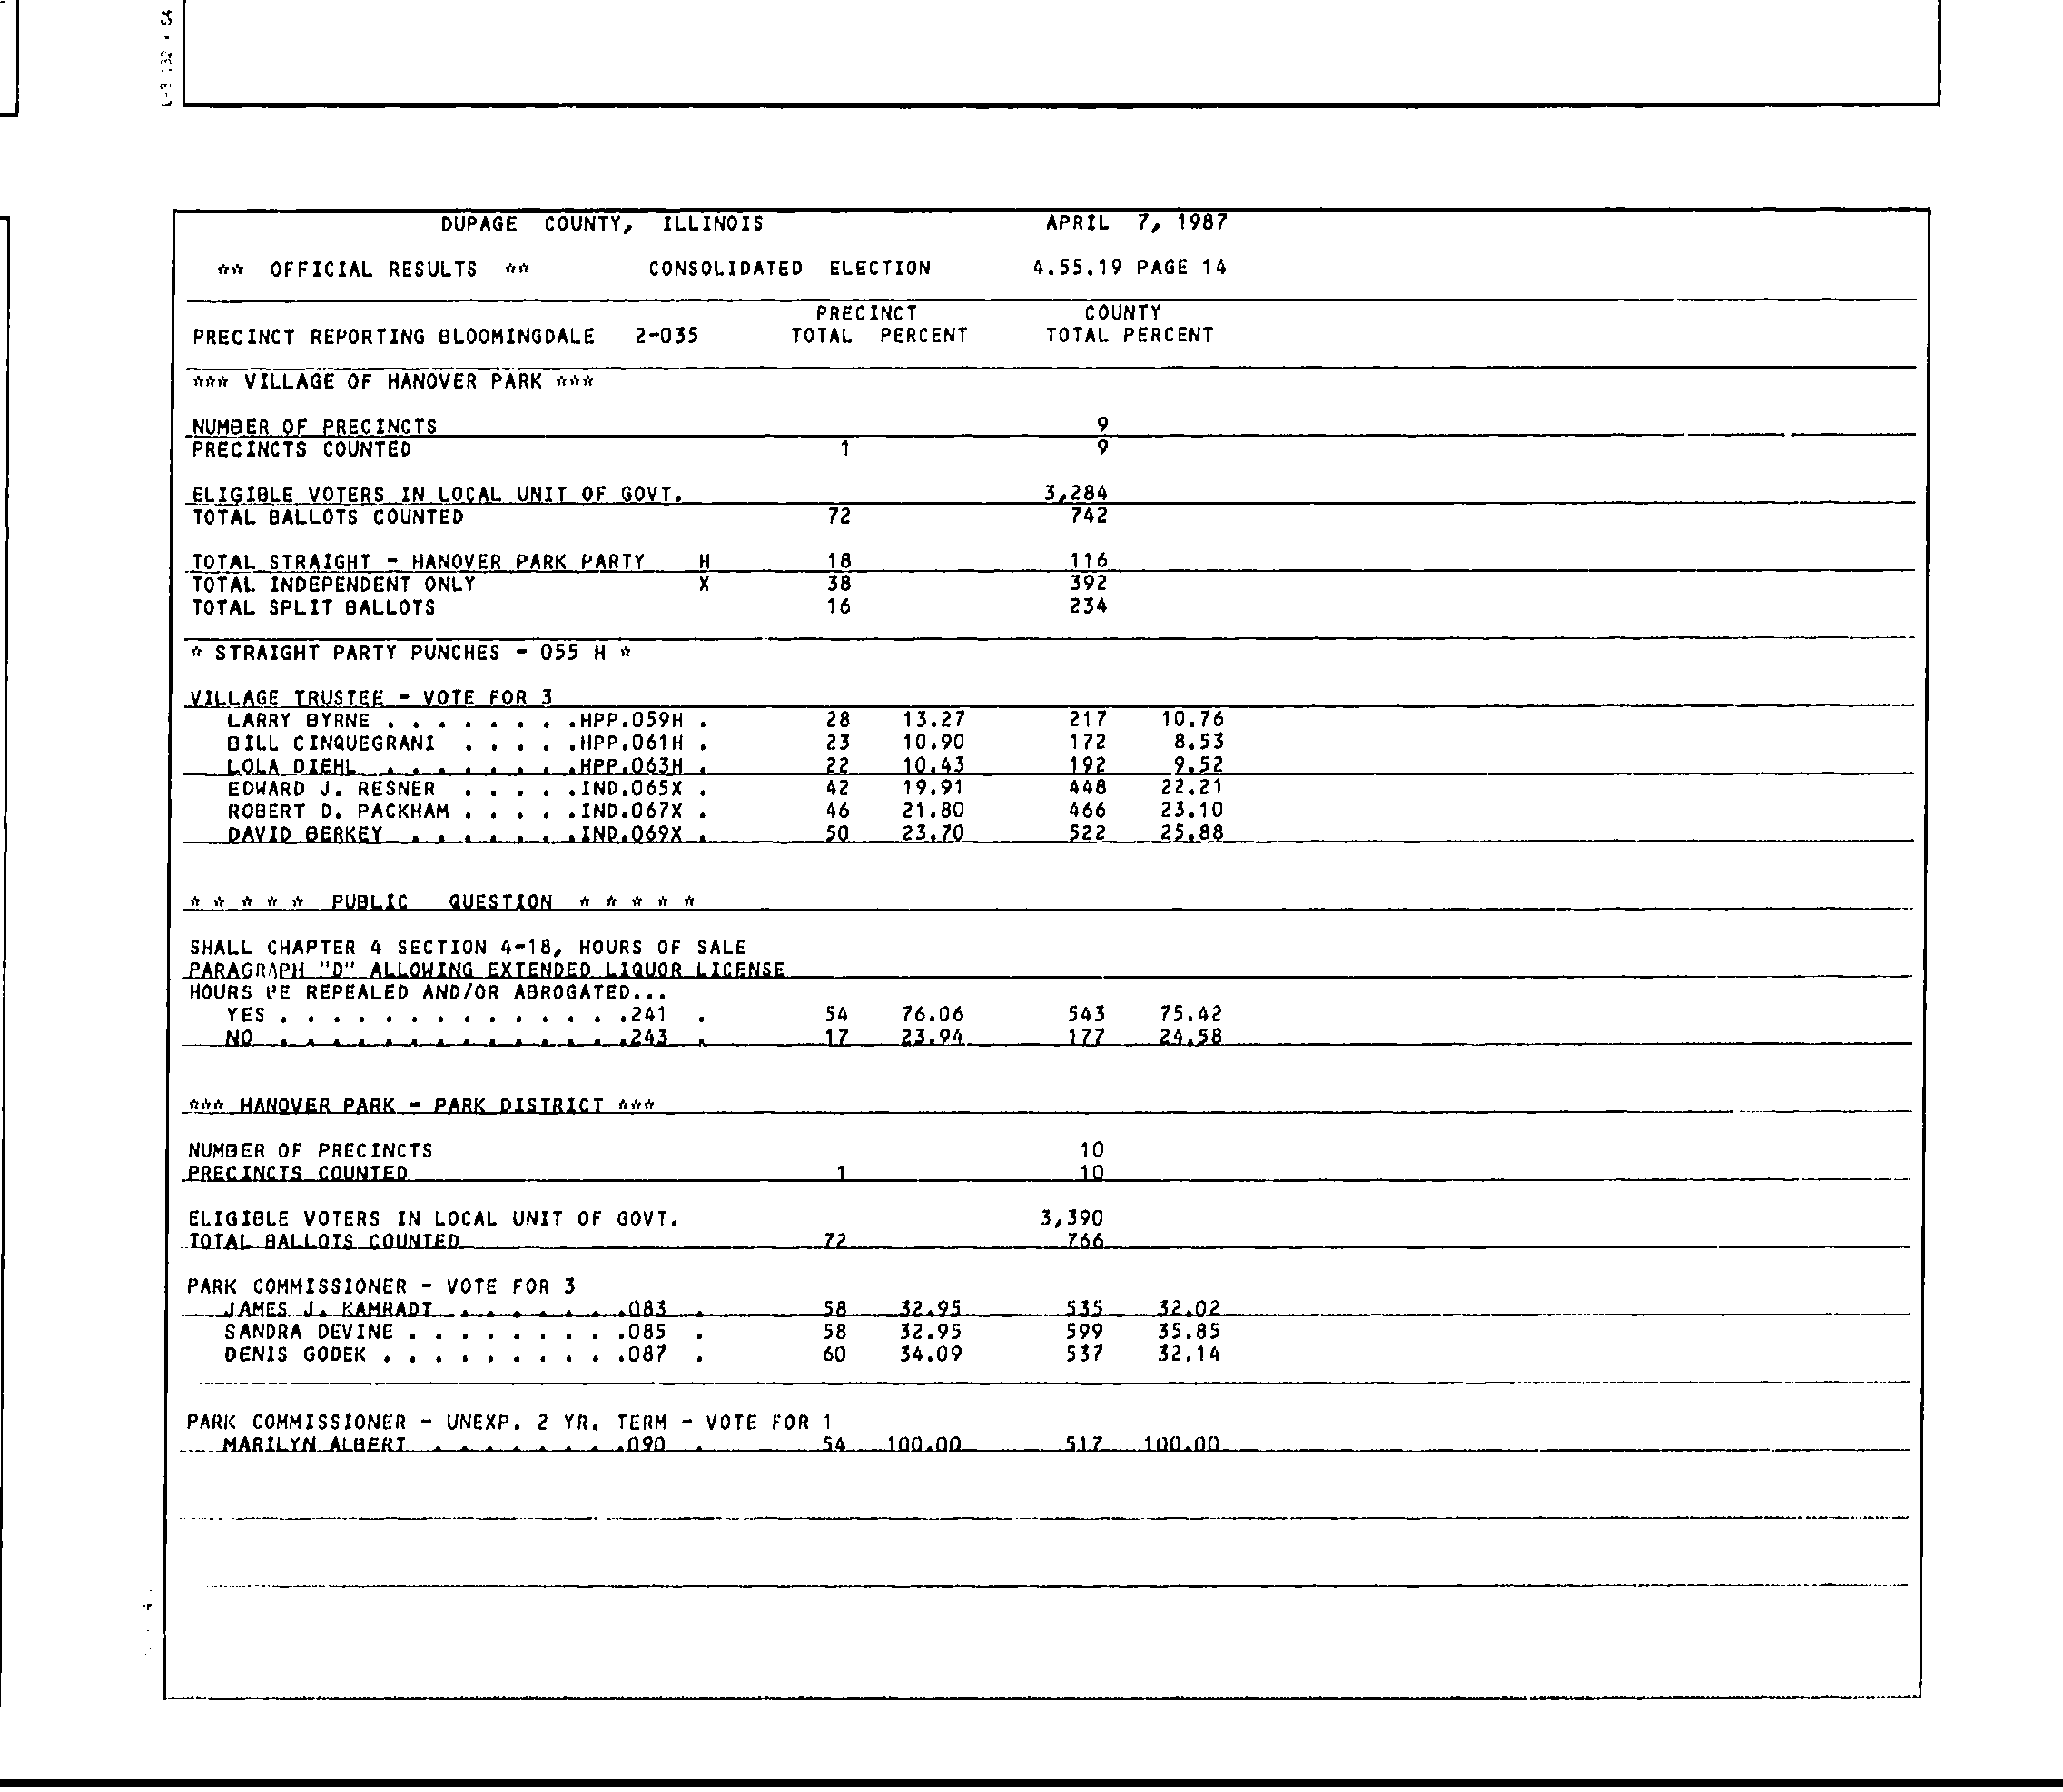 DUPAGE COUNTY, ILLINOIS APRIL 7, 1987
** OFFICIAL RESULTS ** CONSOLIDATED ELECTION 4.55.19 PAGE 14
PRECINCT COUNTY
PRECINCT REPORTING BLOOMINGDALE 2-035 TOTAL PERCENT TOTAL PERCENT
*** VILLAGE OF HANOVER PARK ***
NUMBER OF PRECINCTS 9
PRECINCTS COUNTED 1 9
ELIGIBLE VOTERS IN LOCAL UNIT OF GOVT. 3,284
TOTAL BALLOTS COUNTED 72 742
TOTAL STRAIGHT - HANOVER PARK PARTY H 18 116
TOTAL INDEPENDENT ONLY X 38 392
TOTAL SPLIT BALLOTS 16 234
* STRAIGHT PARTY PUNCHES - 055 H *
VILLAGE TRUSTEE - VOTE FOR 3
LARRY BYRNE . . . . . . . .HPP.059H . 28 13.27 217 10.76
BILL CINQUEGRANI . . . . .HPP.061H . 23 10.90 172 8.53
LOLA DIEHL . . . . . . . .HPP.063H . 22 10.43 192 9.52
EDWARD J. RESNER . . . . .IND.065X . 42 19.91 448 22.21
ROBERT D. PACKHAM . . . . .IND.067X . 46 21.80 466 23.10
DAVID BERKEY . . . . . . .IND.069X . 50 23.70 522 25.88
* * * * * PUBLIC QUESTION * * * * *
SHALL CHAPTER 4 SECTION 4-18, HOURS OF SALE
PARAGRAPH "D" ALLOWING EXTENDED LIQUOR LICENSE
HOURS BE REPEALED AND/OR ABROGATED...
YES . . . . . . . . . . . . . .241 . 54 76.06 543 75.42
NO . . . . . . . . . . . . . .243 . 17 23.94 177 24.58
*** HANOVER PARK - PARK DISTRICT ***
NUMBER OF PRECINCTS 10
PRECINCTS COUNTED 1 10
ELIGIBLE VOTERS IN LOCAL UNIT OF GOVT. 3,390
TOTAL BALLOTS COUNTED 72 766
PARK COMMISSIONER - VOTE FOR 3
JAMES J. KAMRADT . . . . . . .083 . 58 32.95 535 32.02
SANDRA DEVINE . . . . . . . . .085 . 58 32.95 599 35.85
DENIS GODEK . . . . . . . . . .087 . 60 34.09 537 32.14
PARK COMMISSIONER - UNEXP. 2 YR. TERM - VOTE FOR 1
MARILYN ALBERT . . . . . . . .090 . 54 100.00 517 100.00